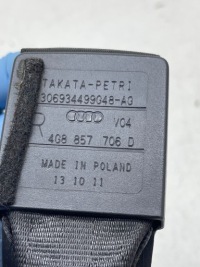 TAKATA-PETRI
306934499048-AG
V04
R
4G8 857 706 D
MADE IN POLAND
13 10 11